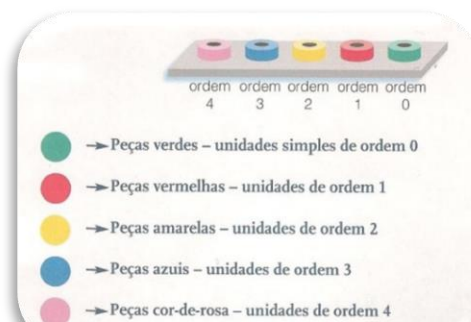 ordem ordem ordem ordem ordem
4 3 2 1 0
Peças verdes – unidades simples de ordem 0
Peças vermelhas – unidades de ordem 1
Peças amarelas – unidades de ordem 2
Peças azuis – unidades de ordem 3
Peças cor-de-rosa – unidades de ordem 4